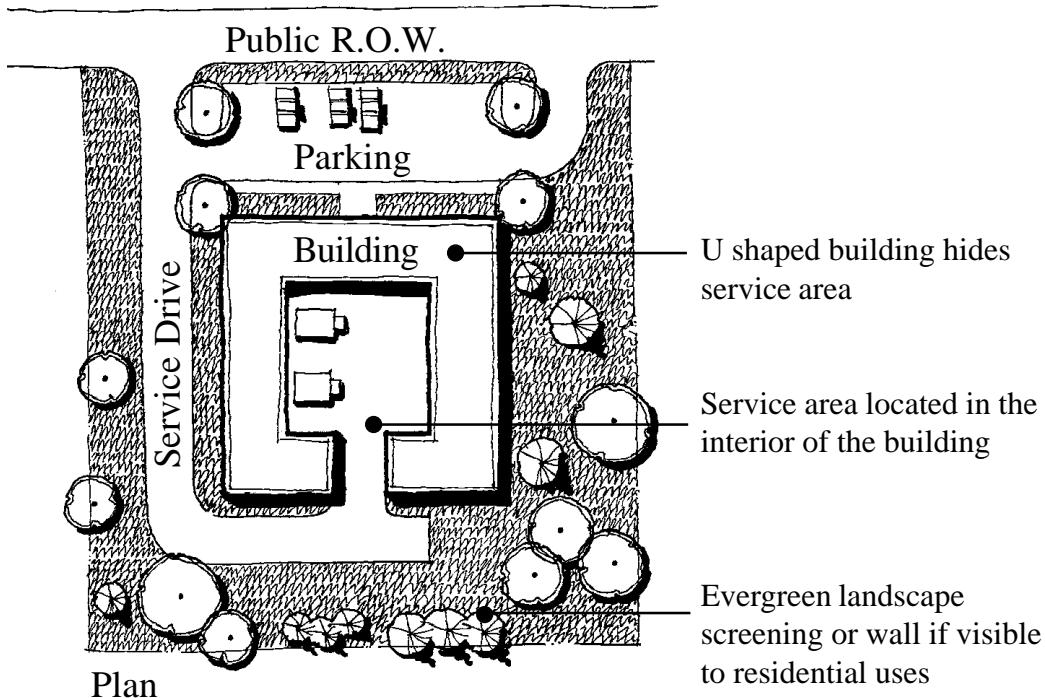 Public R.O.W.
Parking
Building
Service Drive
U shaped building hides
service area
Service area located in the
interior of the building
Evergreen landscape
screening or wall if visible
to residential uses
Plan